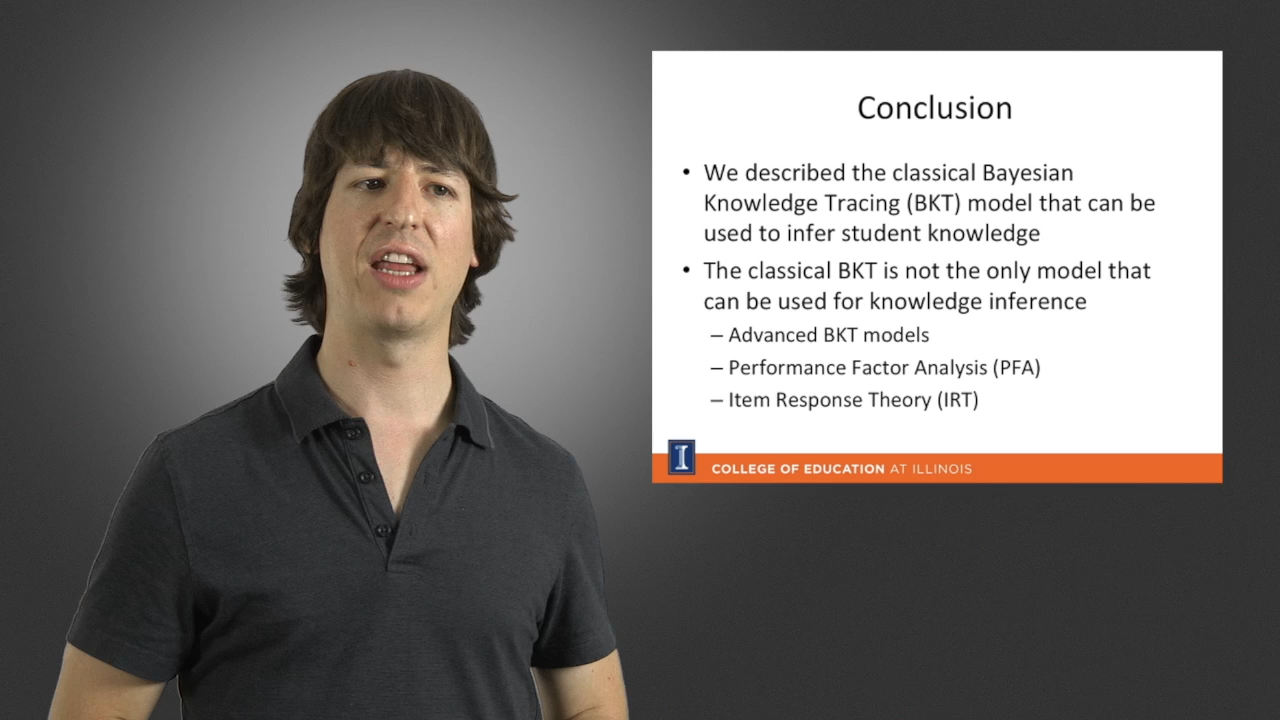 Conclusion
• We described the classical Bayesian
Knowledge Tracing (BKT) model that can be
used to infer student knowledge
• The classical BKT is not the only model that
can be used for knowledge inference
– Advanced BKT models
– Performance Factor Analysis (PFA)
– Item Response Theory (IRT)
I COLLEGE OF EDUCATION AT ILLINOIS